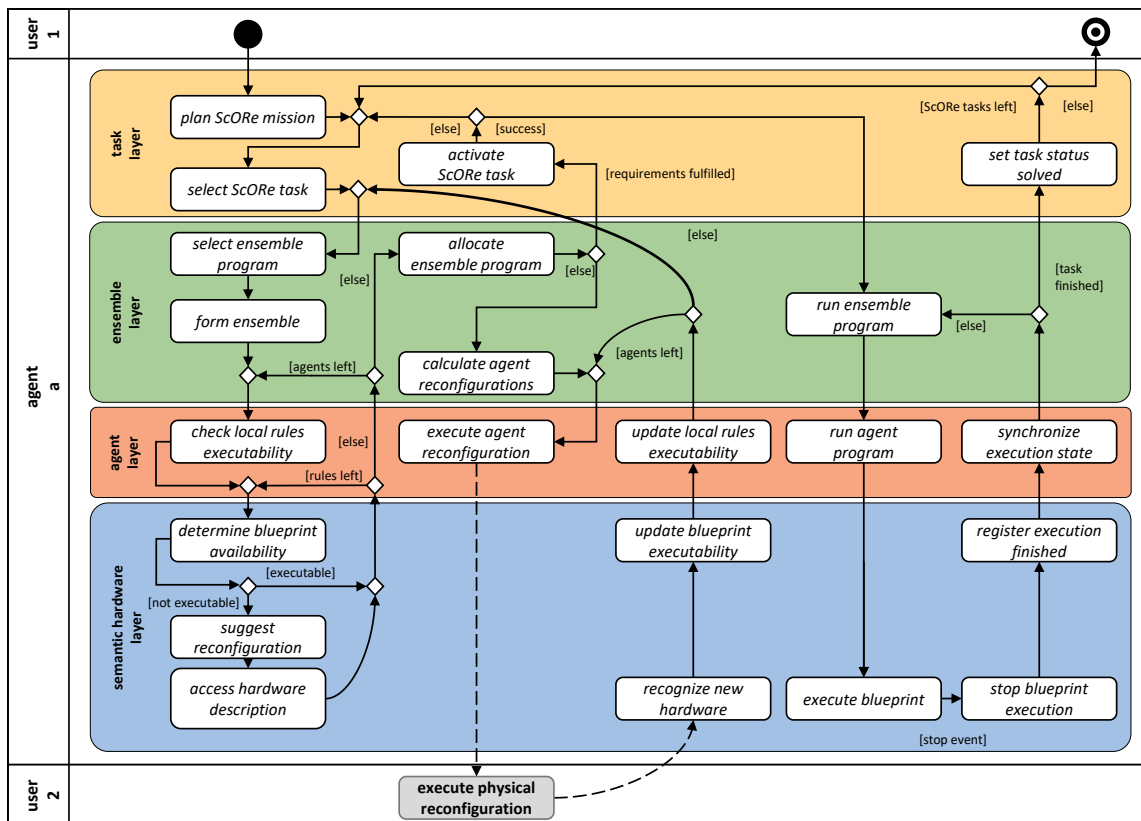 user
1
agent
a
user
2
task
layer
plan ScORe mission
select ScORe task
[else]
[success]
activate
ScORe task
[requirements fulfilled]
[ScORe tasks left]
[else]
set task status
solved
ensemble
layer
select ensemble
program
form ensemble
[else]
[agents left]
allocate
ensemble program
[else]
calculate agent
reconfigurations
[else]
[agents left]
run ensemble
program
[else]
[task
finished]
agent
layer
check local rules
executability
[else]
[rules left]
execute agent
reconfiguration
update local rules
executability
run agent
program
synchronize
execution state
semantic hardware
layer
determine blueprint
availability
[executable]
[not executable]
suggest
reconfiguration
access hardware
description
update blueprint
executability
recognize new
hardware
execute blueprint
register execution
finished
stop blueprint
execution
[stop event]
execute physical
reconfiguration